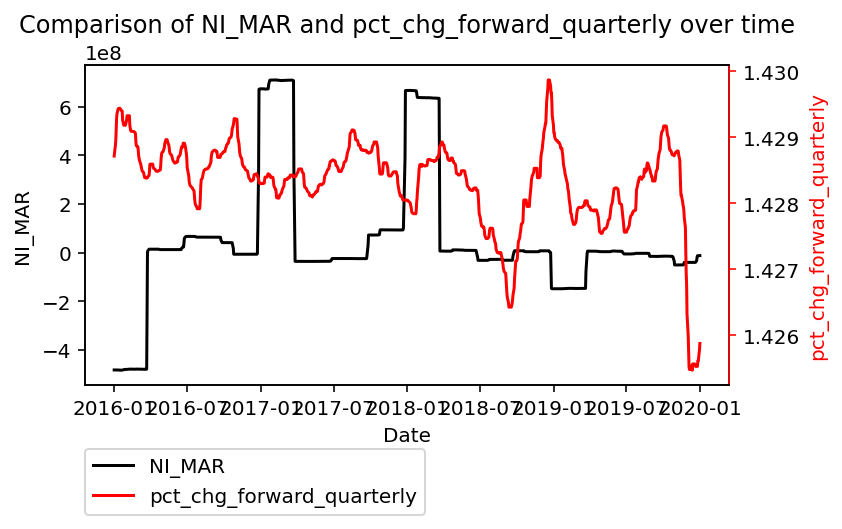 Comparison of NI_MAR and pct_chg_forward_quarterly over time
1e8
6
4
2
0
−2
−4
NI_MAR
1.430
1.429
1.428
1.427
1.426
pct_chg_forward_quarterly
2016-01 2016-07 2017-01 2017-07 2018-01 2018-07 2019-01 2019-07 2020-01
Date
NI_MAR
pct_chg_forward_quarterly